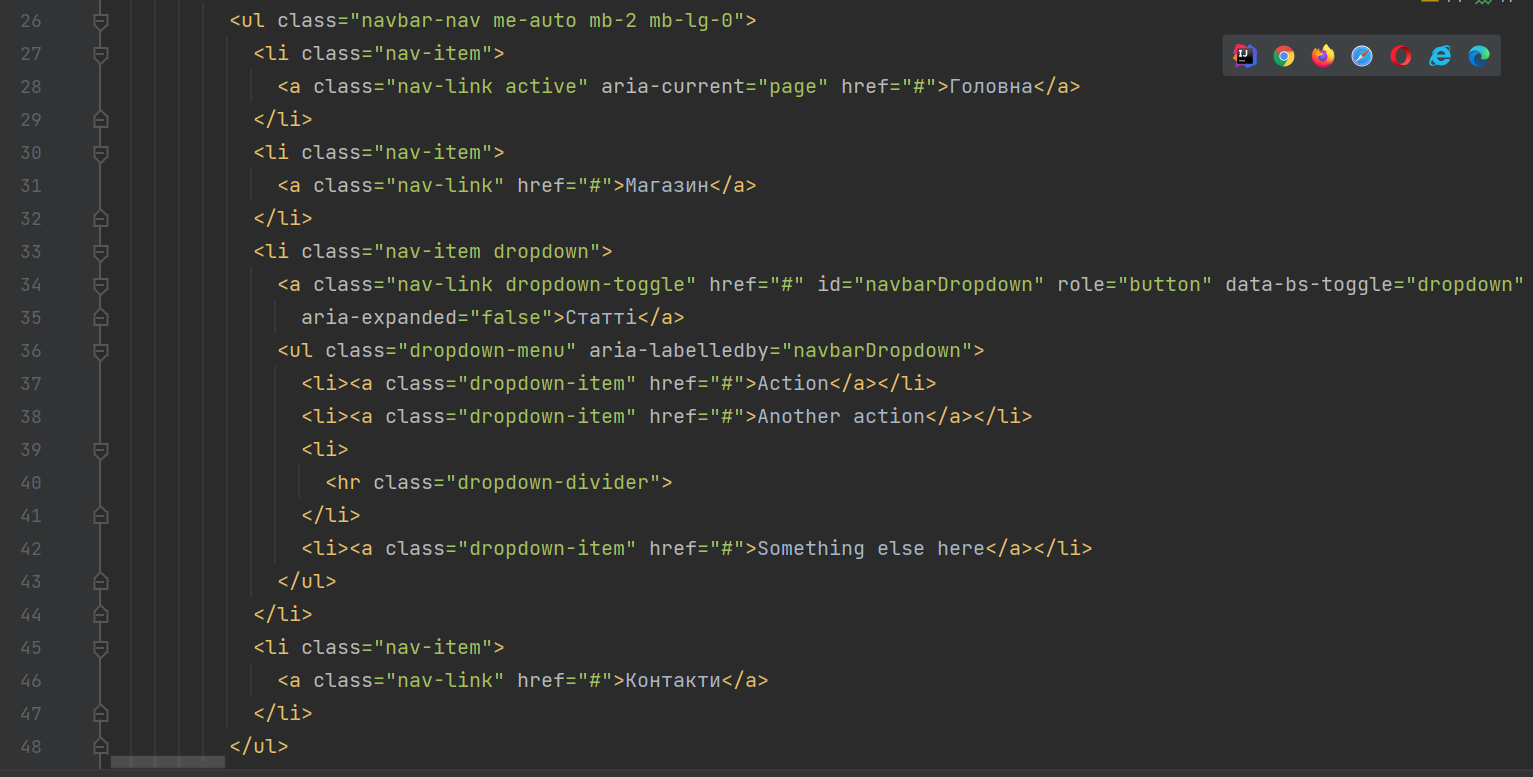 26 <ul class="navbar-nav me-auto mb-2 mb-lg-0">
27 <li class="nav-item">
28 <a class="nav-link active" aria-current="page" href="#">Головна</a>
29 </li>
30 <li class="nav-item">
31 <a class="nav-link" href="#">Магазин</a>
32 </li>
33 <li class="nav-item dropdown">
34 <a class="nav-link dropdown-toggle" href="#" id="navbarDropdown" role="button" data-bs-toggle="dropdown"
35 aria-expanded="false">Статті</a>
36 <ul class="dropdown-menu" aria-labelledby="navbarDropdown">
37 <li><a class="dropdown-item" href="#">Action</a></li>
38 <li><a class="dropdown-item" href="#">Another action</a></li>
39 <li>
40 <hr class="dropdown-divider">
41 </li>
42 <li><a class="dropdown-item" href="#">Something else here</a></li>
43 </ul>
44 </li>
45 <li class="nav-item">
46 <a class="nav-link" href="#">Контакти</a>
47 </li>
48 </ul>